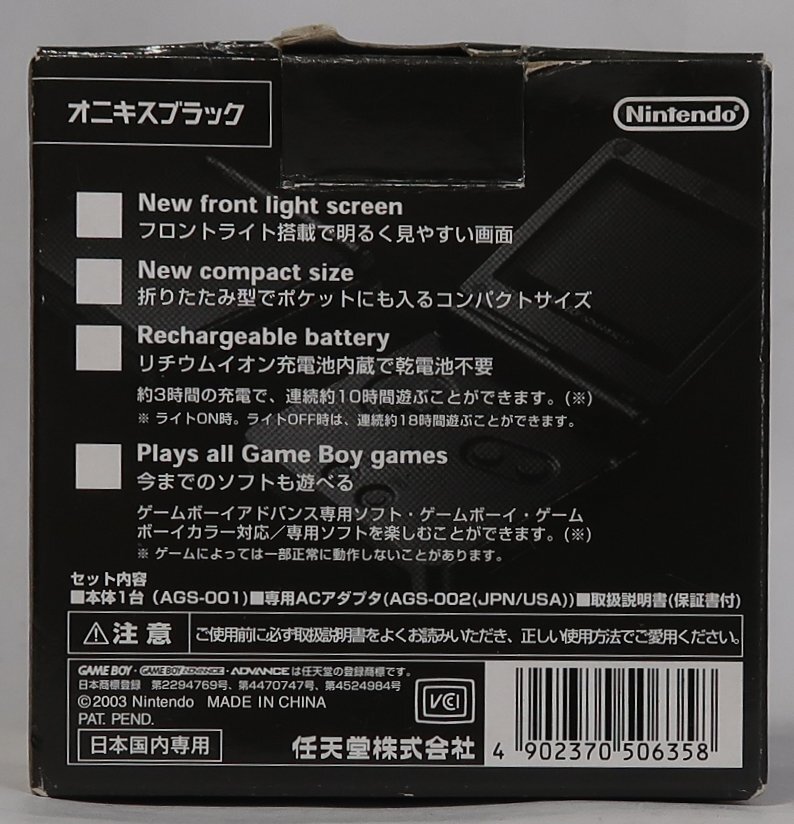 オニキスブラック
Nintendo®
New front light screen
フロントライト搭載で明るく見やすい画面
New compact size
折りたたみ型でポケットにも入るコンパクトサイズ
Rechargeable battery
リチウムイオン充電池内蔵で乾電池不要
約3時間の充電で、連続約10時間遊ぶことができます。(※)
※ ライトON時。ライトOFF時は、連続約18時間遊ぶことができます。
Plays all Game Boy games
今までのソフトも遊べる
ゲームボーイアドバンス専用ソフト・ゲームボーイ・ゲーム
ボーイカラー対応/専用ソフトを楽しむことができます。(※)
※ ゲームによっては一部正常に動作しないことがあります。
セット内容
■本体1台 (AGS-001)■専用ACアダプタ(AGS-002(JPN/USA))■取扱説明書(保証書付)
⚠注意 ご使用前に必ず取扱説明書をよくお読みいただき、正しい使用方法でご愛用ください。
GAME BOY・GAME BOY ADVANCE・ADVANCE は任天堂の登録商標です。
日本商標登録 第2294769号、第4470747号、第4524984号
©2003 Nintendo MADE IN CHINA
PAT. PEND.
VCI
日本国内専用 任天堂株式会社
4 902370 506358